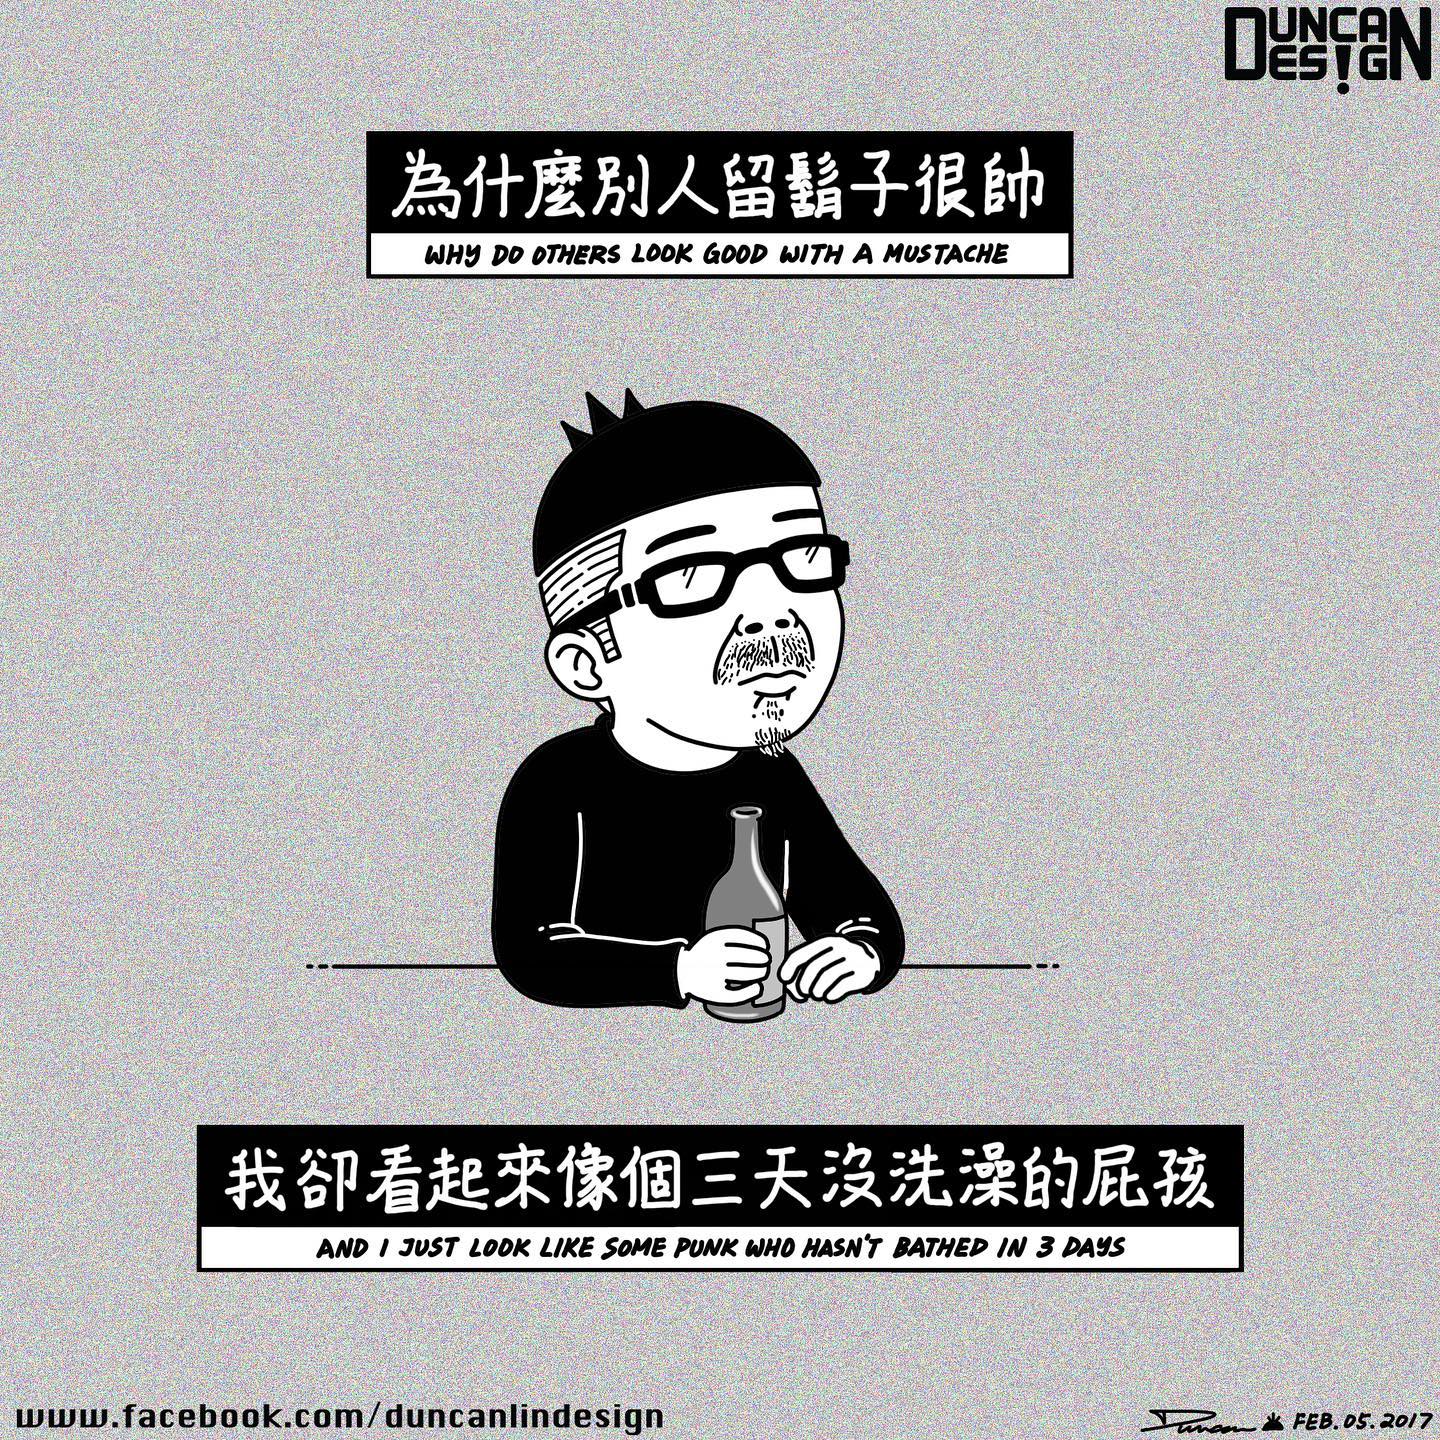 DUNCAN
DESIGN
為什麼別人留鬍子很帥
WHY DO OTHERS LOOK GOOD WITH A MUSTACHE
我卻看起來像個三天沒洗澡的屁孩
AND I JUST LOOK LIKE SOME PUNK WHO HASN'T BATHED IN 3 DAYS
www.facebook.com/duncanlindesign
Duncan FEB.05.2017